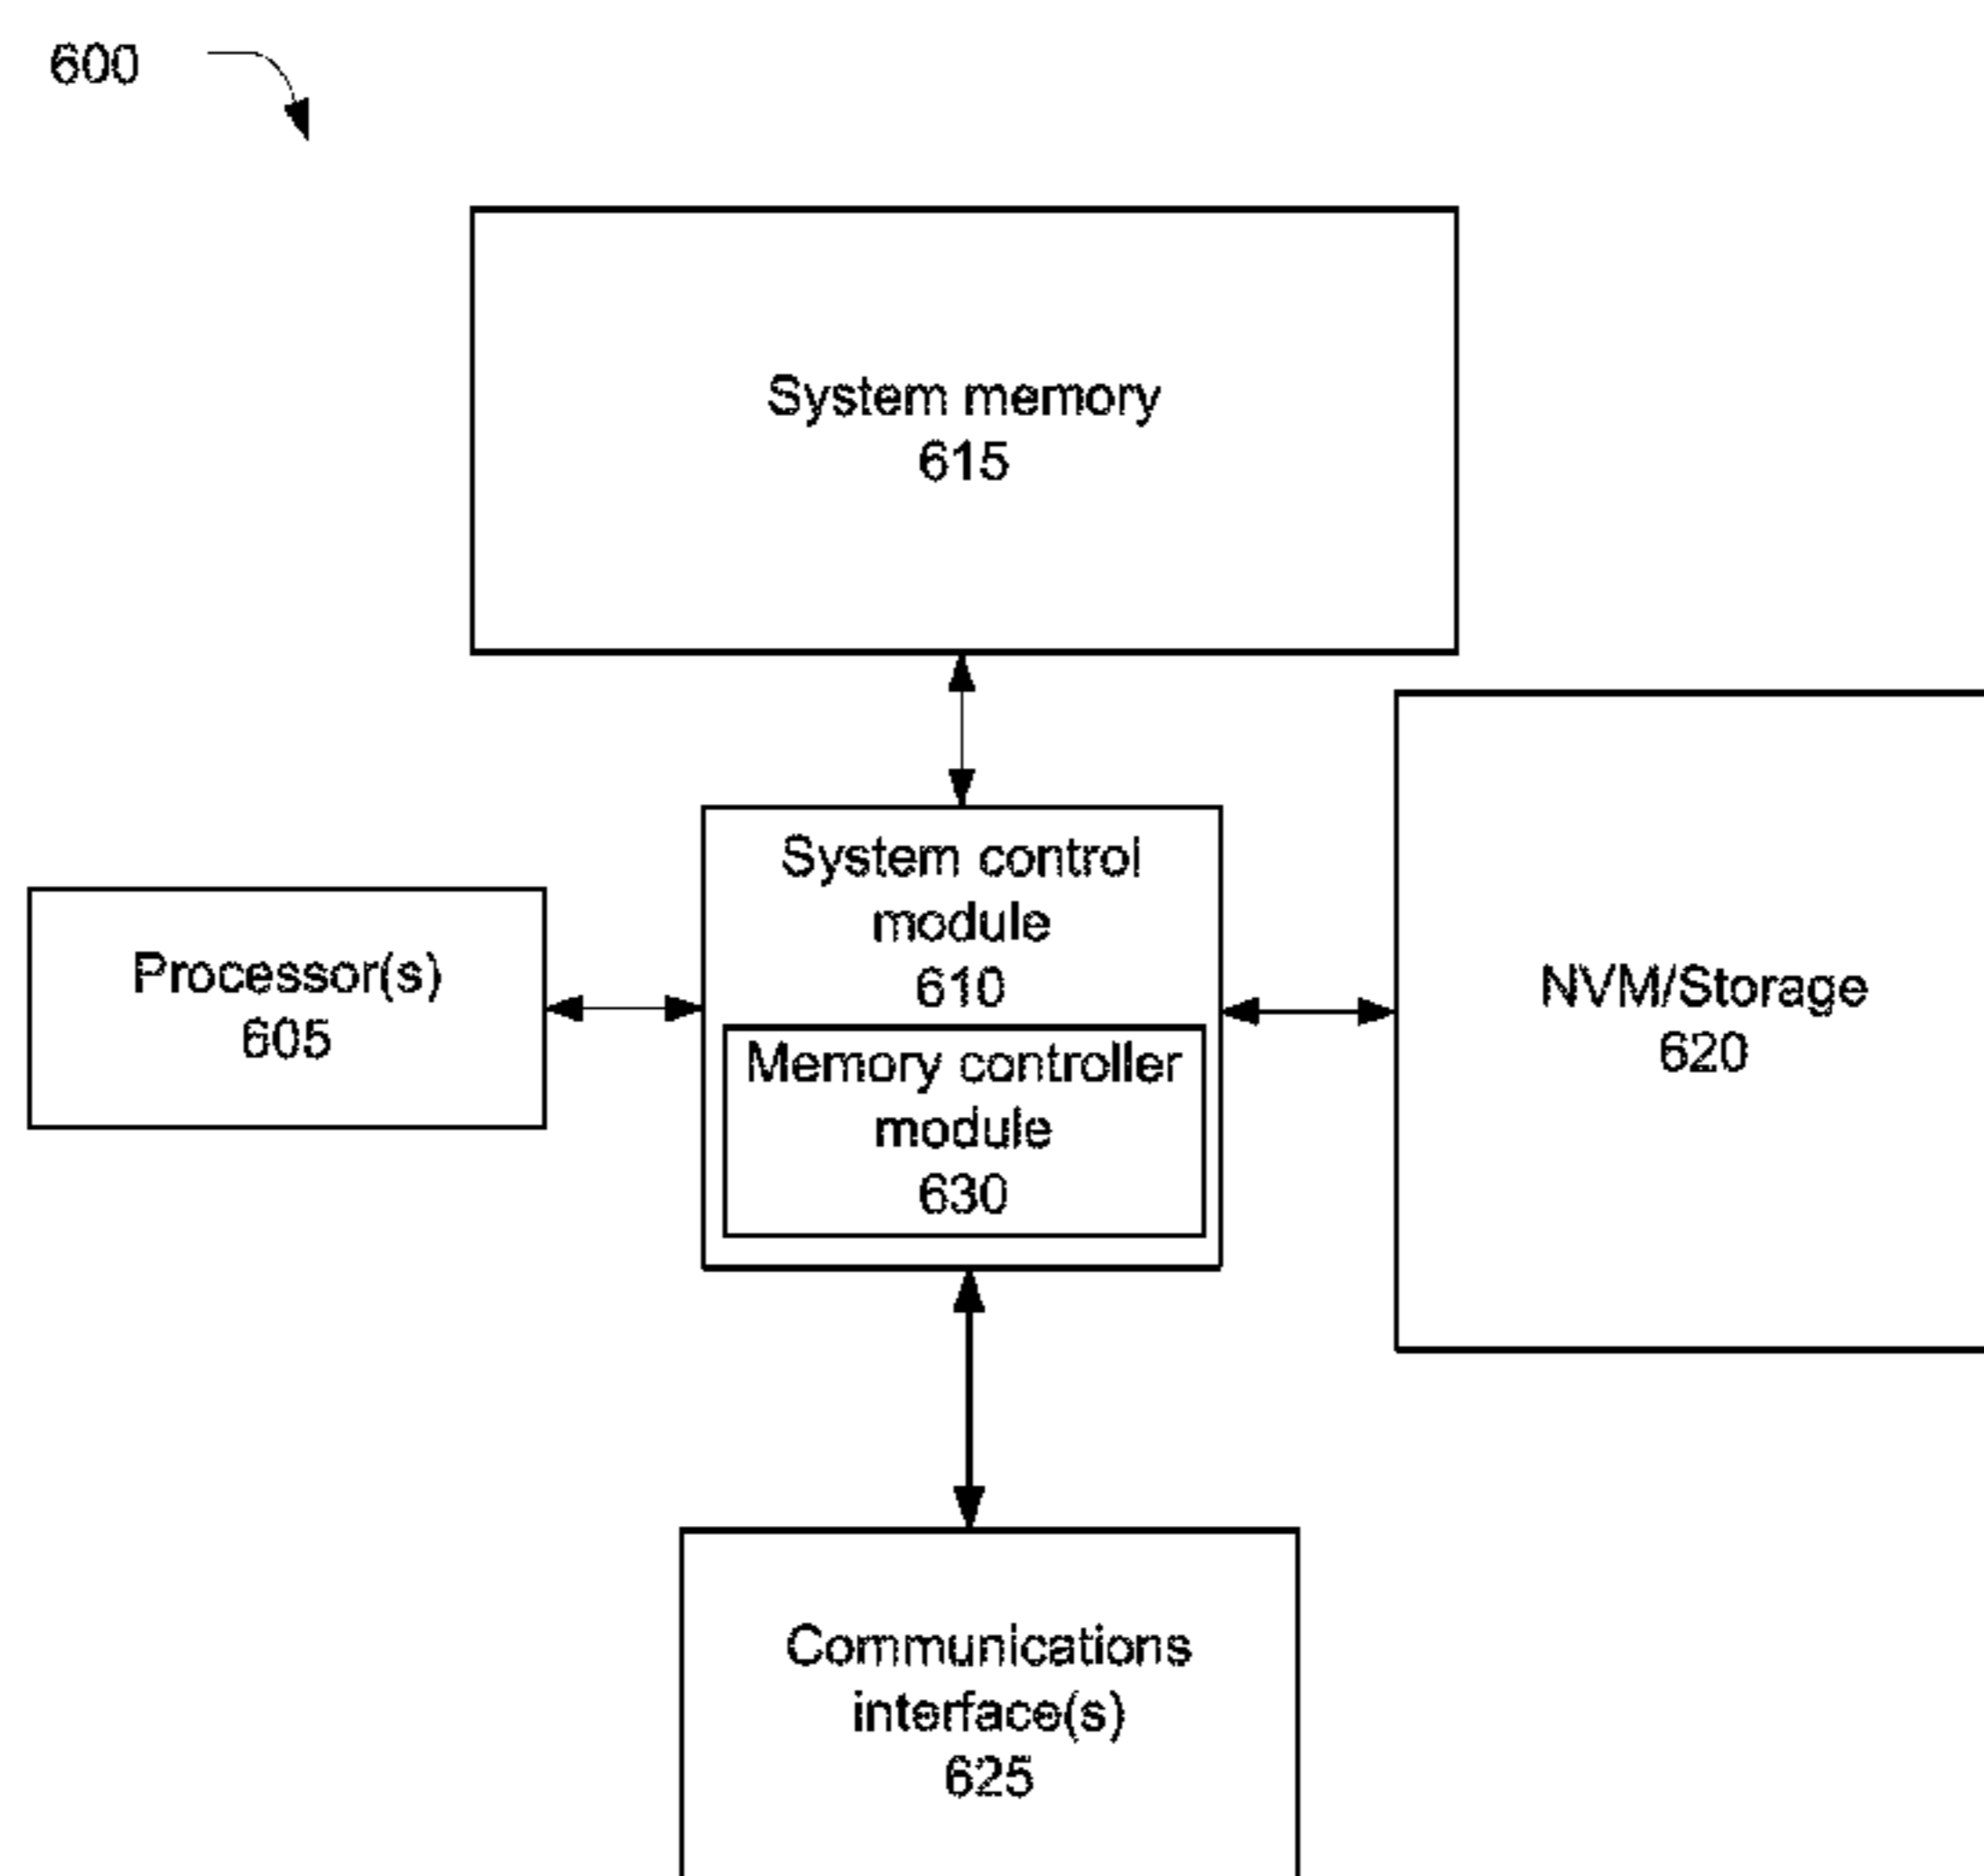 600
System memory
615
System control
module
610
Processor(s)
605
Memory controller
module
630
NVM/Storage
620
Communications
interface(s)
625